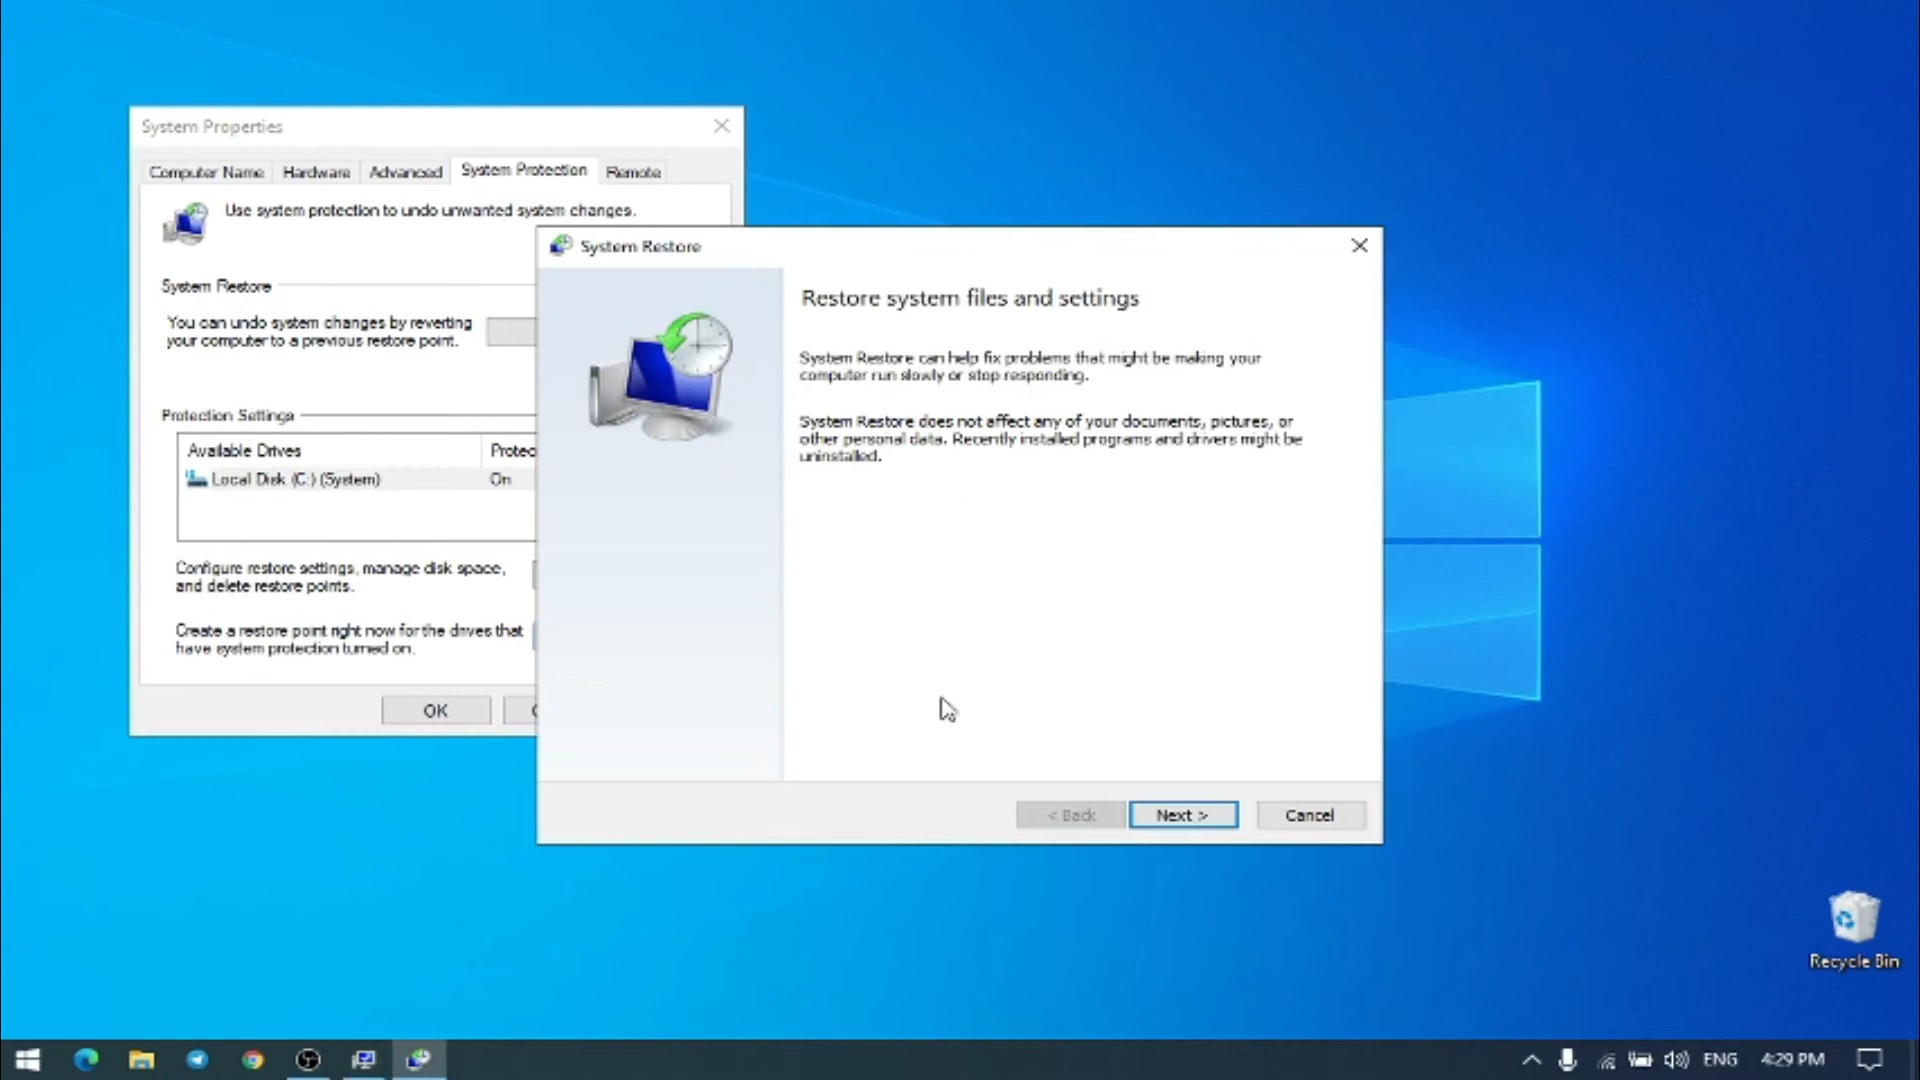 System Properties
Computer Name
Hardware
Advanced
System Protection
Remote
Use system protection to undo unwanted system changes.
System Restore
You can undo system changes by reverting
your computer to a previous restore point.
Protection Settings
Available Drives
Protec
Local Disk (C:) (System)
On
Configure restore settings, manage disk space,
and delete restore points.
Create a restore point right now for the drives that
have system protection turned on.
OK
System Restore
Restore system files and settings
System Restore can help fix problems that might be making your
computer run slowly or stop responding.
System Restore does not affect any of your documents, pictures, or
other personal data. Recently installed programs and drivers might be
uninstalled.
< Back
Next >
Cancel
Recycle Bin
ENG
4:29 PM